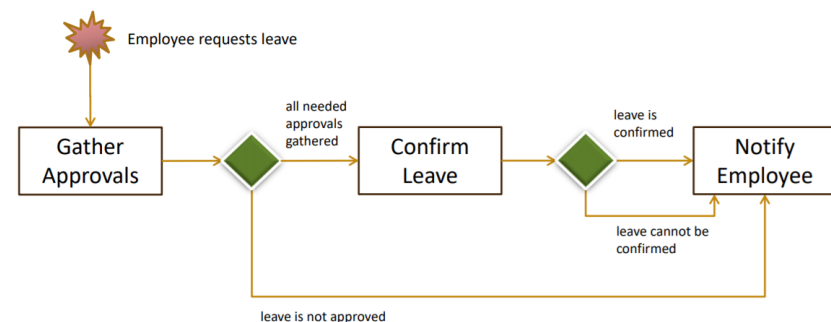 Employee requests leave
all needed
approvals
gathered
leave is
confirmed
Gather
Approvals
Confirm
Leave
Notify
Employee
leave cannot be
confirmed
leave is not approved